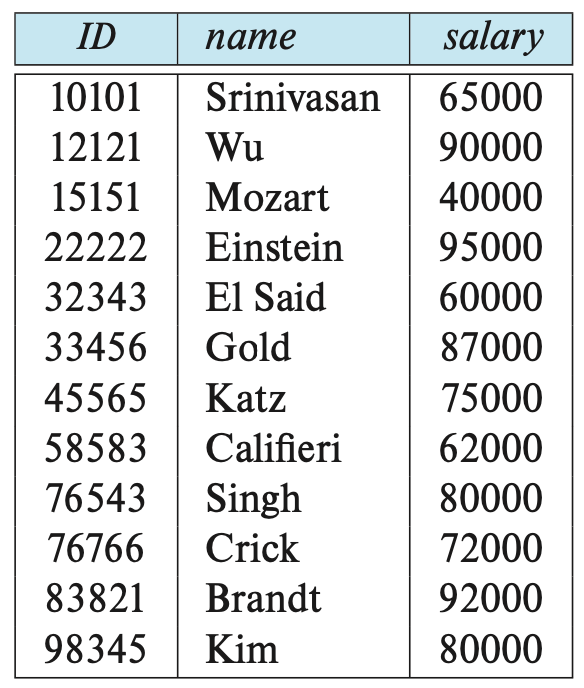 ID name salary
10101 Srinivasan 65000
12121 Wu 90000
15151 Mozart 40000
22222 Einstein 95000
32343 El Said 60000
33456 Gold 87000
45565 Katz 75000
58583 Califieri 62000
76543 Singh 80000
76766 Crick 72000
83821 Brandt 92000
98345 Kim 80000